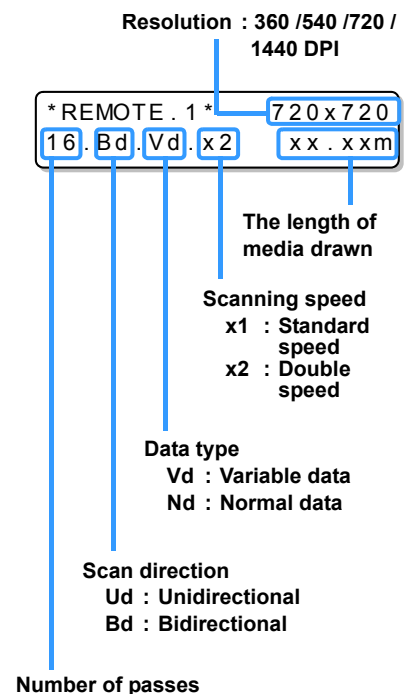 Resolution : 360 /540 /720 /
1440 DPI
*REMOTE.1* 720x720
16.Bd.Vd.x2 xx.xxm
The length of
media drawn
Scanning speed
x1 : Standard
speed
x2 : Double
speed
Data type
Vd : Variable data
Nd : Normal data
Scan direction
Ud : Unidirectional
Bd : Bidirectional
Number of passes